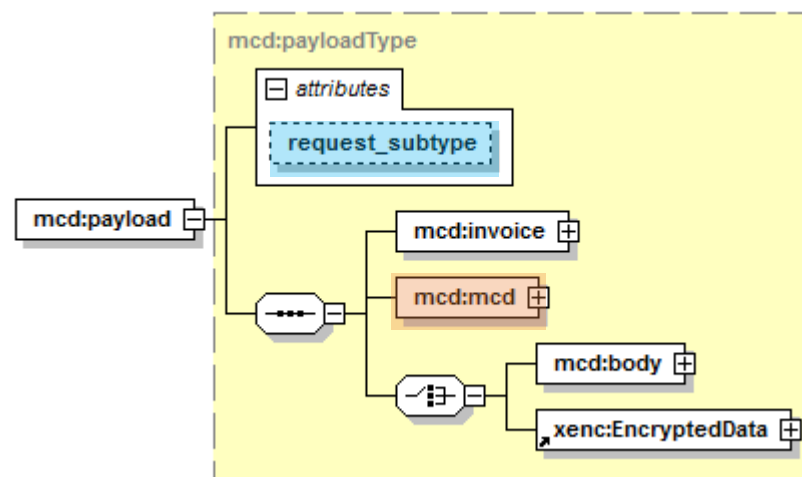 mcd:payloadType
attributes
request_subtype
mcd:payload
mcd:invoice
mcd:mcd
mcd:body
xenc:EncryptedData